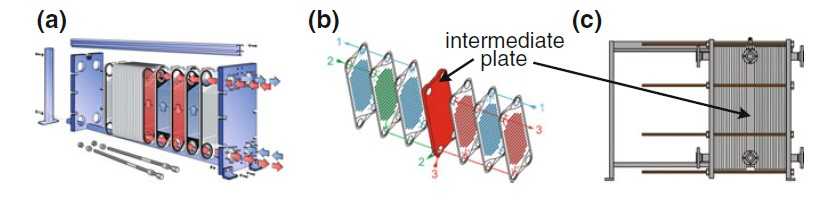 (a)
(b)
(c)
intermediate
plate
1
2
1
3
2
3